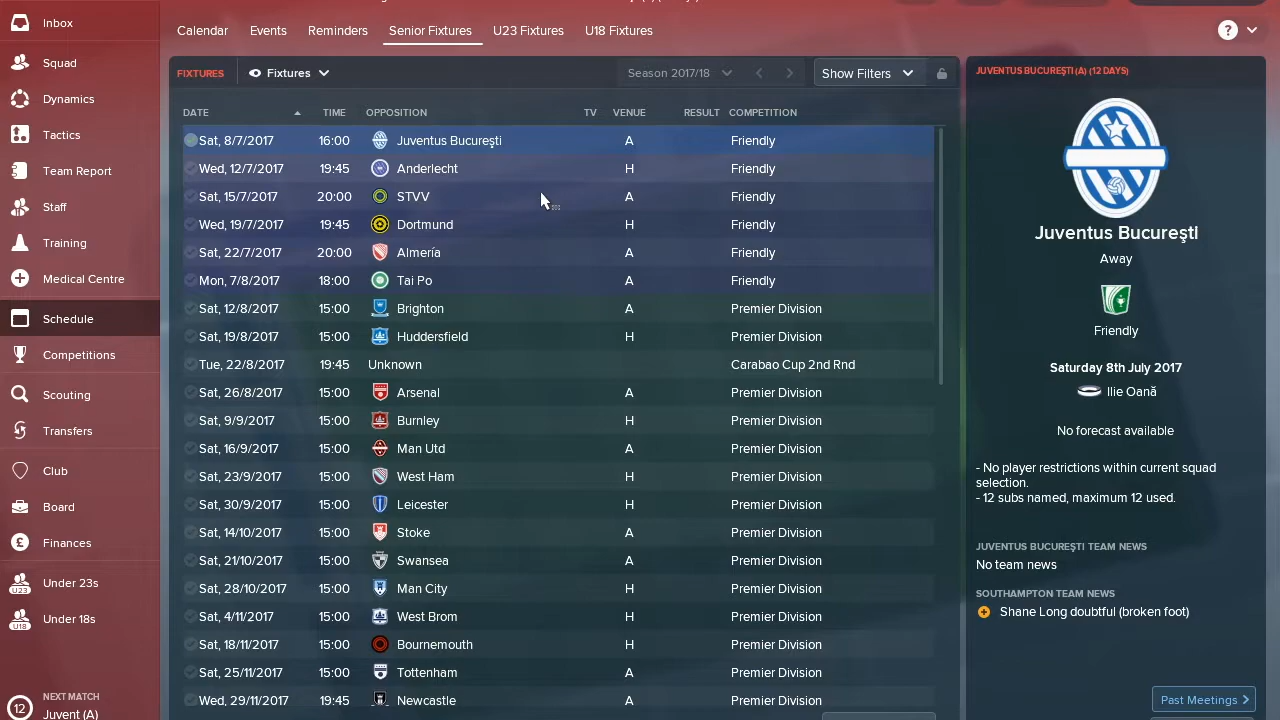 Inbox
Squad
Dynamics
Tactics
Team Report
Staff
Training
Medical Centre
Schedule
Competitions
Scouting
Transfers
Club
Board
Finances
U23
Under 23s
U18
Under 18s
12
NEXT MATCH
Juvent (A)
Calendar Events Reminders Senior Fixtures U23 Fixtures U18 Fixtures
?
FIXTURES Fixtures Season 2017/18 Show Filters
DATE TIME OPPOSITION TV VENUE RESULT COMPETITION
Sat, 8/7/2017 16:00 Juventus Bucureşti A Friendly
Wed, 12/7/2017 19:45 Anderlecht H Friendly
Sat, 15/7/2017 20:00 STVV A Friendly
Wed, 19/7/2017 19:45 Dortmund H Friendly
Sat, 22/7/2017 20:00 Almería A Friendly
Mon, 7/8/2017 18:00 Tai Po A Friendly
Sat, 12/8/2017 15:00 Brighton A Premier Division
Sat, 19/8/2017 15:00 Huddersfield H Premier Division
Tue, 22/8/2017 19:45 Unknown Carabao Cup 2nd Rnd
Sat, 26/8/2017 15:00 Arsenal A Premier Division
Sat, 9/9/2017 15:00 Burnley H Premier Division
Sat, 16/9/2017 15:00 Man Utd A Premier Division
Sat, 23/9/2017 15:00 West Ham H Premier Division
Sat, 30/9/2017 15:00 Leicester H Premier Division
Sat, 14/10/2017 15:00 Stoke A Premier Division
Sat, 21/10/2017 15:00 Swansea A Premier Division
Sat, 28/10/2017 15:00 Man City H Premier Division
Sat, 4/11/2017 15:00 West Brom A Premier Division
Sat, 18/11/2017 15:00 Bournemouth H Premier Division
Sat, 25/11/2017 15:00 Tottenham A Premier Division
Wed, 29/11/2017 19:45 Newcastle A Premier Division
JUVENTUS BUCUREŞTI (A) (12 DAYS)
Juventus Bucureşti
Away
Friendly
Saturday 8th July 2017
Ilie Oană
No forecast available
- No player restrictions within current squad
selection.
- 12 subs named, maximum 12 used.
JUVENTUS BUCUREŞTI TEAM NEWS
No team news
SOUTHAMPTON TEAM NEWS
Shane Long doubtful (broken foot)
Past Meetings